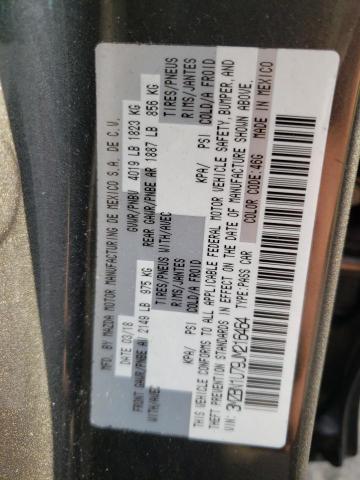 MFD. BY MAZDA MOTOR MANUFACTURING DE MEXICO S.A. DE C.V.
DATE 03/18 GVWR/PNBV 4019 LB 1823 KG
FRONT GAWR/PNBE A 2149 LB 975 KG REAR GAWR/PNBE AR 1887 LB 856 KG
WITH/AVEC TIRES/PNEUS WITH/AVEC TIRES/PNEUS
RIMS/JANTES RIMS/JANTES
KPA/ PSI COLD/A FROID KPA/ PSI COLD/A FROID
THIS VEHICLE CONFORMS TO ALL APPLICABLE FEDERAL MOTOR VEHICLE SAFETY, BUMPER, AND
THEFT PREVENTION STANDARDS IN EFFECT ON THE DATE OF MANUFACTURE SHOWN ABOVE.
VIN: 3MZBN1U79JM216464 TYPE:PASS CAR COLOR CODE:46G MADE IN MEXICO